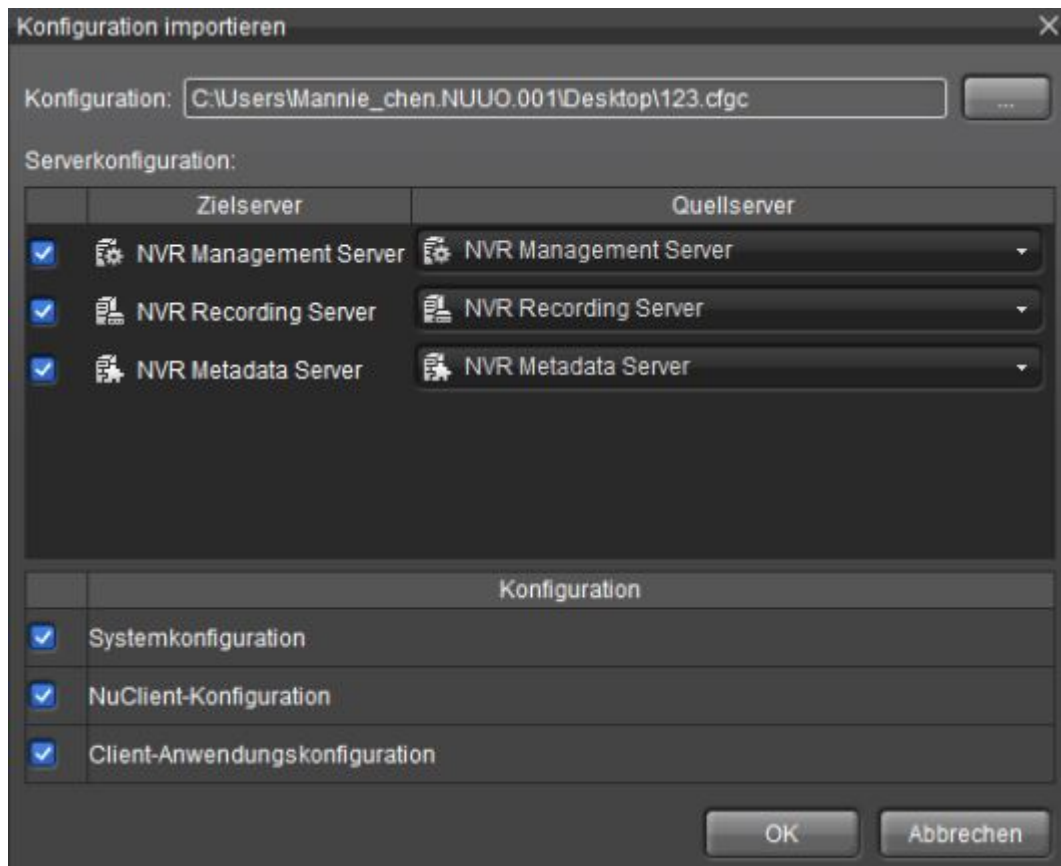 Konfiguration importieren
Konfiguration: C:\Users\Mannie_chen.NUUO.001\Desktop\123.cfgc ...
Serverkonfiguration:
Zielserver Quellserver
NVR Management Server NVR Management Server
NVR Recording Server NVR Recording Server
NVR Metadata Server NVR Metadata Server
Konfiguration
Systemkonfiguration
NuClient-Konfiguration
Client-Anwendungskonfiguration
OK Abbrechen